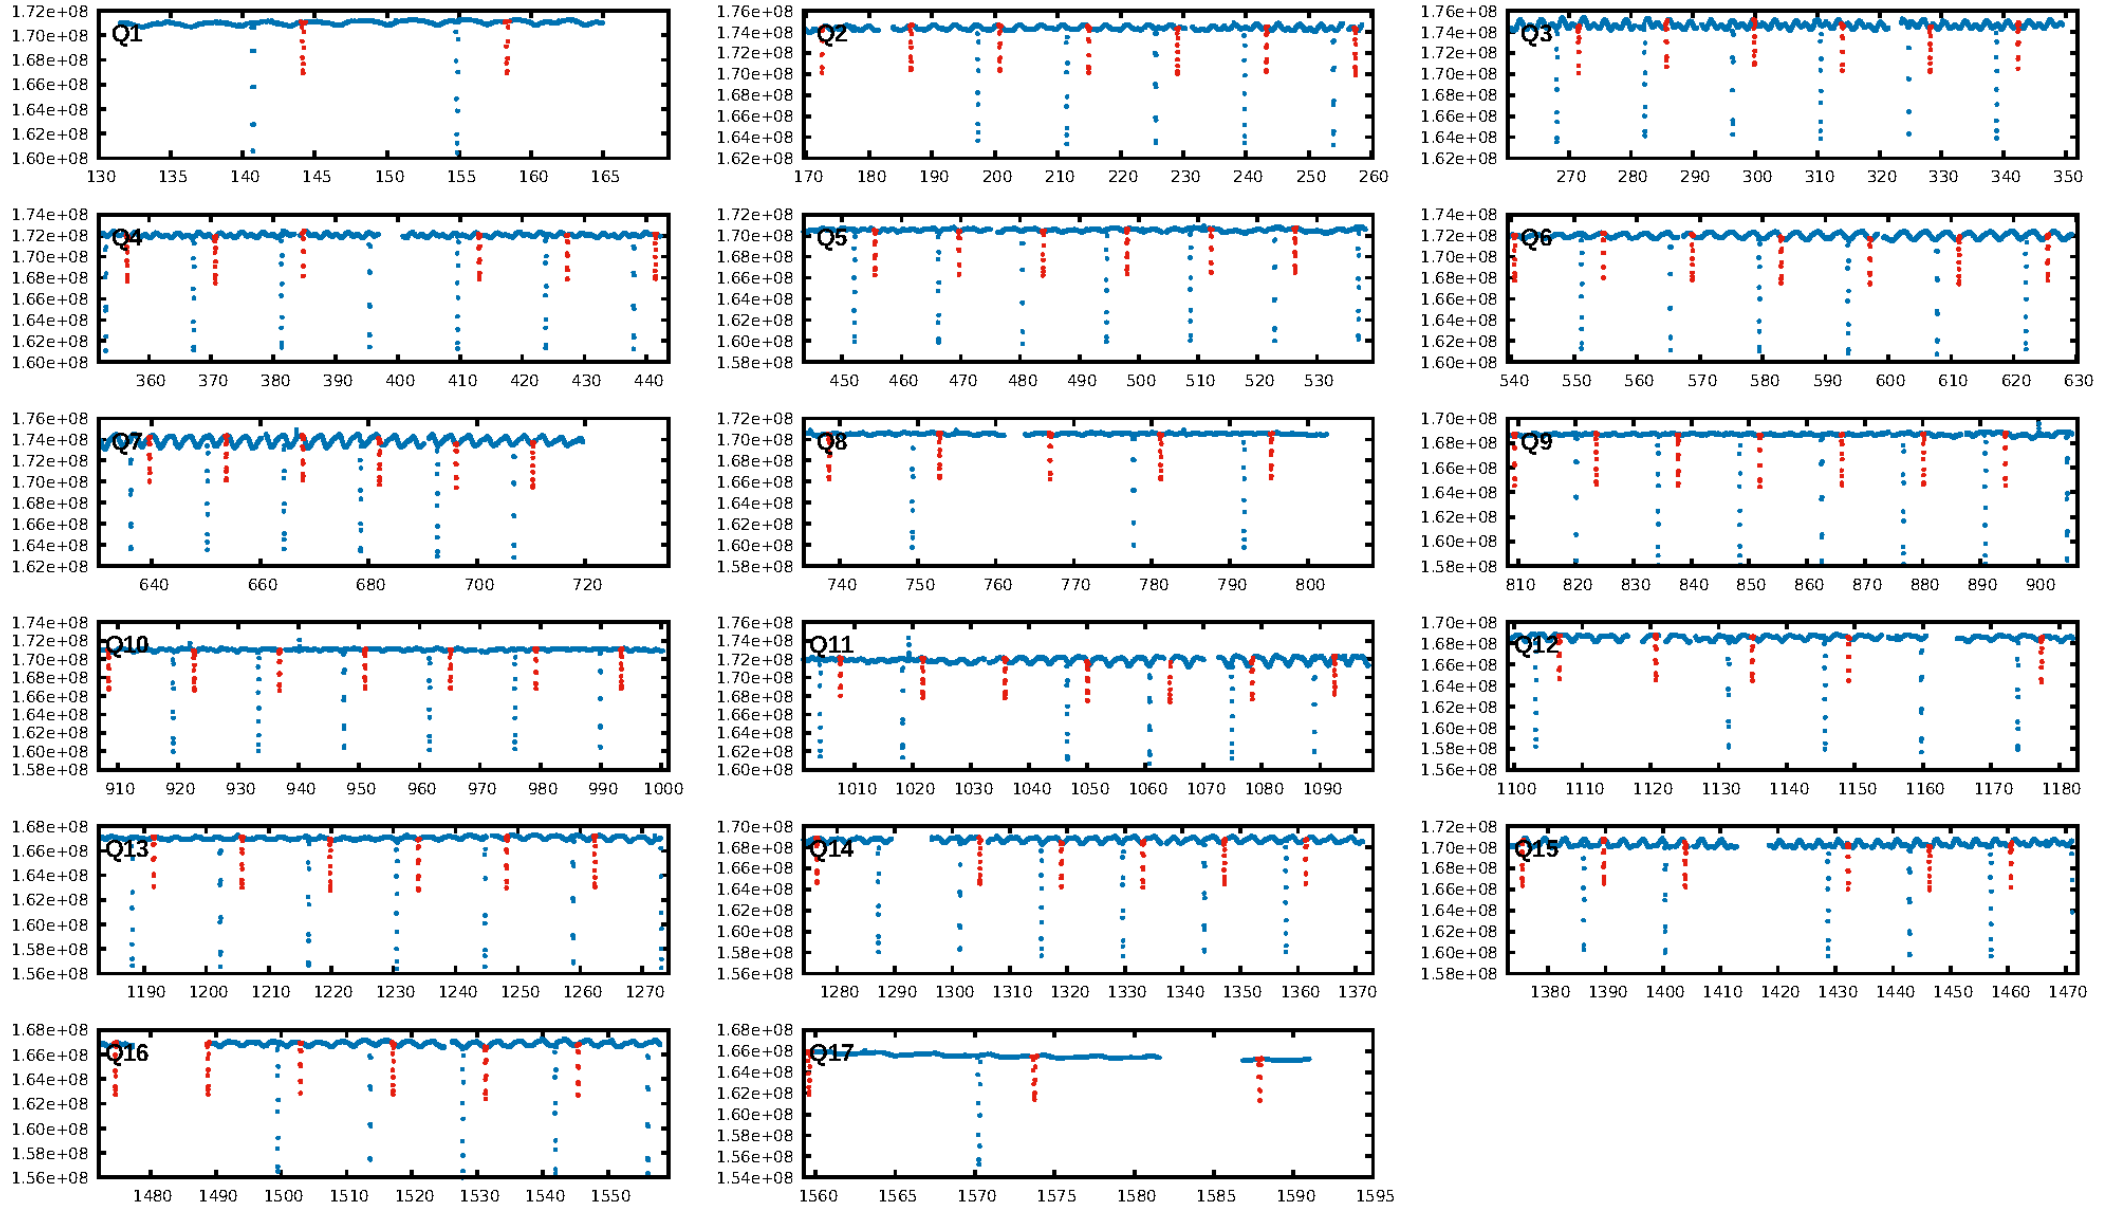 1.72e+08
1.70e+08
1.68e+08
1.66e+08
1.64e+08
1.62e+08
1.60e+08
Q1
130 135 140 145 150 155 160 165
1.76e+08
1.74e+08
1.72e+08
1.70e+08
1.68e+08
1.66e+08
1.64e+08
1.62e+08
Q2
170 180 190 200 210 220 230 240 250 260
1.76e+08
1.74e+08
1.72e+08
1.70e+08
1.68e+08
1.66e+08
1.64e+08
1.62e+08
Q3
270 280 290 300 310 320 330 340 350
1.74e+08
1.72e+08
1.70e+08
1.68e+08
1.66e+08
1.64e+08
1.62e+08
1.60e+08
Q4
360 370 380 390 400 410 420 430 440
1.72e+08
1.70e+08
1.68e+08
1.66e+08
1.64e+08
1.62e+08
1.60e+08
1.58e+08
Q5
450 460 470 480 490 500 510 520 530
1.74e+08
1.72e+08
1.70e+08
1.68e+08
1.66e+08
1.64e+08
1.62e+08
1.60e+08
Q6
540 550 560 570 580 590 600 610 620 630
1.76e+08
1.74e+08
1.72e+08
1.70e+08
1.68e+08
1.66e+08
1.64e+08
1.62e+08
Q7
640 660 680 700 720
1.72e+08
1.70e+08
1.68e+08
1.66e+08
1.64e+08
1.62e+08
1.60e+08
1.58e+08
Q8
740 750 760 770 780 790 800
1.70e+08
1.68e+08
1.66e+08
1.64e+08
1.62e+08
1.60e+08
1.58e+08
Q9
810 820 830 840 850 860 870 880 890 900
1.74e+08
1.72e+08
1.70e+08
1.68e+08
1.66e+08
1.64e+08
1.62e+08
1.60e+08
1.58e+08
Q10
910 920 930 940 950 960 970 980 990 1000
1.76e+08
1.74e+08
1.72e+08
1.70e+08
1.68e+08
1.66e+08
1.64e+08
1.62e+08
1.60e+08
Q11
1010 1020 1030 1040 1050 1060 1070 1080 1090
1.70e+08
1.68e+08
1.66e+08
1.64e+08
1.62e+08
1.60e+08
1.58e+08
1.56e+08
Q12
1100 1110 1120 1130 1140 1150 1160 1170 1180
1.68e+08
1.66e+08
1.64e+08
1.62e+08
1.60e+08
1.58e+08
1.56e+08
Q13
1190 1200 1210 1220 1230 1240 1250 1260 1270
1.70e+08
1.68e+08
1.66e+08
1.64e+08
1.62e+08
1.60e+08
1.58e+08
1.56e+08
Q14
1280 1290 1300 1310 1320 1330 1340 1350 1360 1370
1.72e+08
1.70e+08
1.68e+08
1.66e+08
1.64e+08
1.62e+08
1.60e+08
1.58e+08
Q15
1380 1390 1400 1410 1420 1430 1440 1450 1460 1470
1.68e+08
1.66e+08
1.64e+08
1.62e+08
1.60e+08
1.58e+08
1.56e+08
Q16
1480 1490 1500 1510 1520 1530 1540 1550
1.68e+08
1.66e+08
1.64e+08
1.62e+08
1.60e+08
1.58e+08
1.56e+08
1.54e+08
Q17
1560 1565 1570 1575 1580 1585 1590 1595